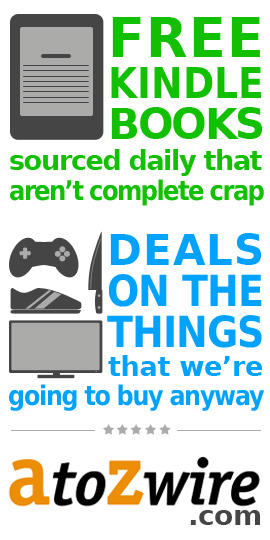 FREE
KINDLE
BOOKS
sourced daily that
aren't complete crap
DEALS
ON THE
THINGS
that we're
going to buy anyway
atozwire
.com